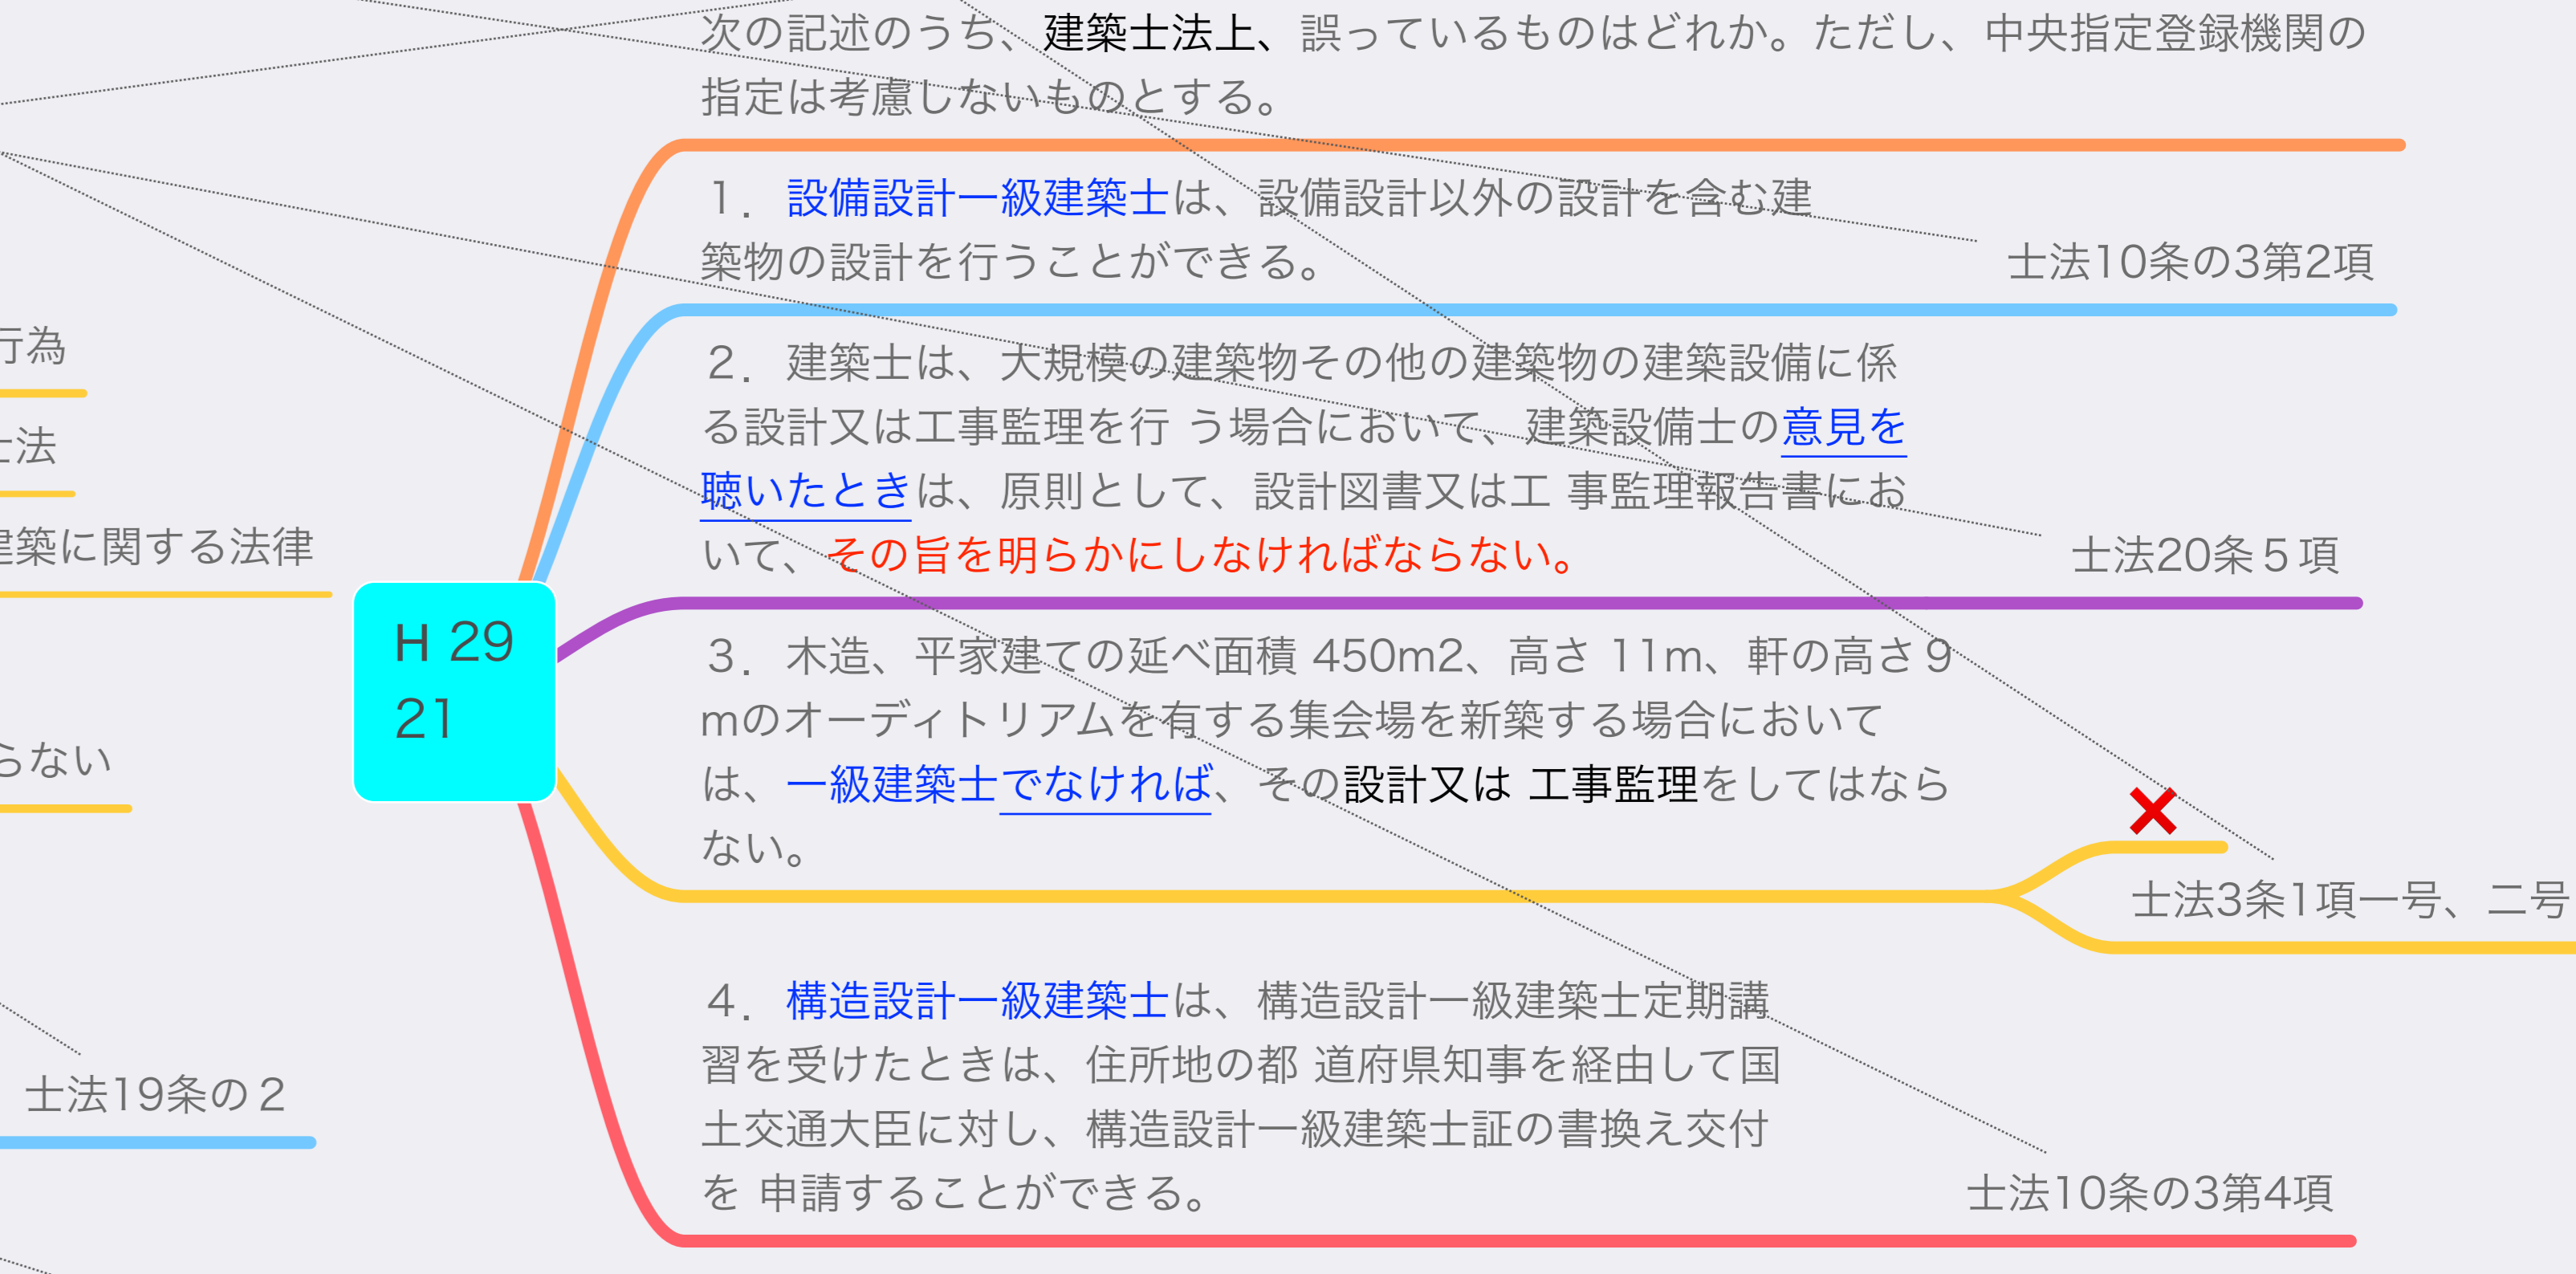 次の記述のうち、建築士法上、誤っているものはどれか。ただし、中央指定登録機関の
指定は考慮しないものとする。
1． 設備設計一級建築士は、設備設計以外の設計を含む建
築物の設計を行うことができる。
士法10条の3第2項
2． 建築士は、大規模の建築物その他の建築物の建築設備に係
る設計又は工事監理を行 う場合において、建築設備士の意見を
聴いたときは、原則として、設計図書又は工 事監理報告書にお
いて、その旨を明らかにしなければならない。
士法20条５項
3． 木造、平家建ての延べ面積 450m2、高さ 11m、軒の高さ９
mのオーディトリアムを有する集会場を新築する場合において
は、一級建築士でなければ、その設計又は 工事監理をしてはなら
ない。
士法3条1項一号、二号
4． 構造設計一級建築士は、構造設計一級建築士定期講
習を受けたときは、住所地の都 道府県知事を経由して国
土交通大臣に対し、構造設計一級建築士証の書換え交付
を 申請することができる。
士法10条の3第4項
H 29
21
行為
士法
建築に関する法律
らない
士法19条の２